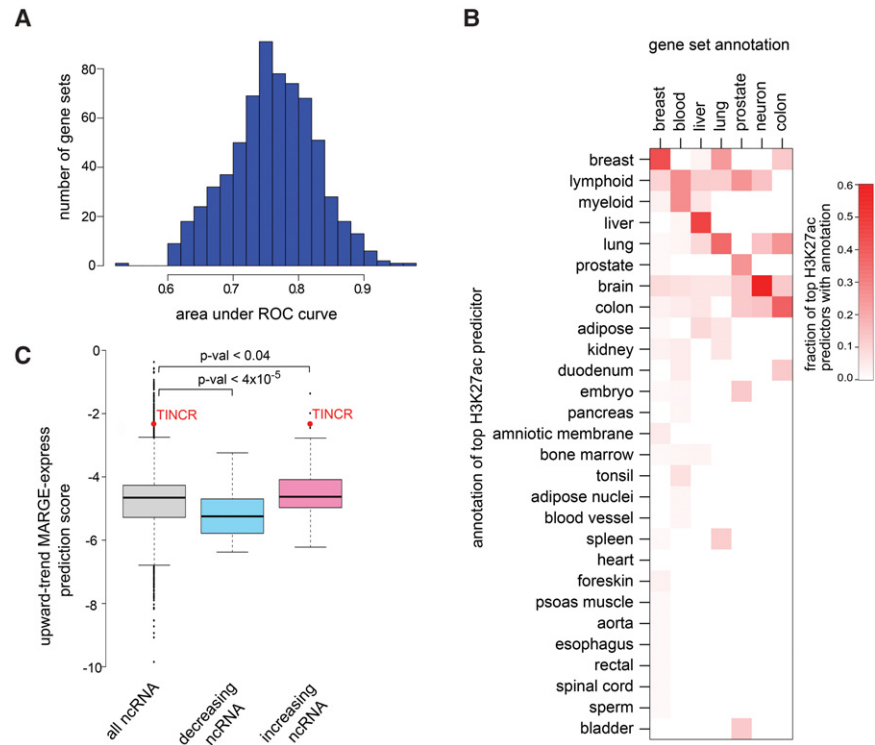 A
number of gene sets
80
60
40
20
0
0.6
0.7
0.8
0.9
area under ROC curve
B
gene set annotation
breast
blood
liver
lung
prostate
neuron
colon
annotation of top H3K27ac predicitor
breast
lymphoid
myeloid
liver
lung
prostate
brain
colon
adipose
kidney
duodenum
embryo
pancreas
amniotic membrane
bone marrow
tonsil
adipose nuclei
blood vessel
spleen
heart
foreskin
psoas muscle
aorta
esophagus
rectal
spinal cord
sperm
bladder
fraction of top H3K27ac
predictors with annotation
0.6
0.5
0.4
0.3
0.2
0.1
0.0
C
upward-trend MARGE-express
prediction score
0
-2
-4
-6
-8
-10
p-val < 0.04
p-val < 4x10⁻⁵
TINCR
TINCR
all ncRNA
decreasing
ncRNA
increasing
ncRNA